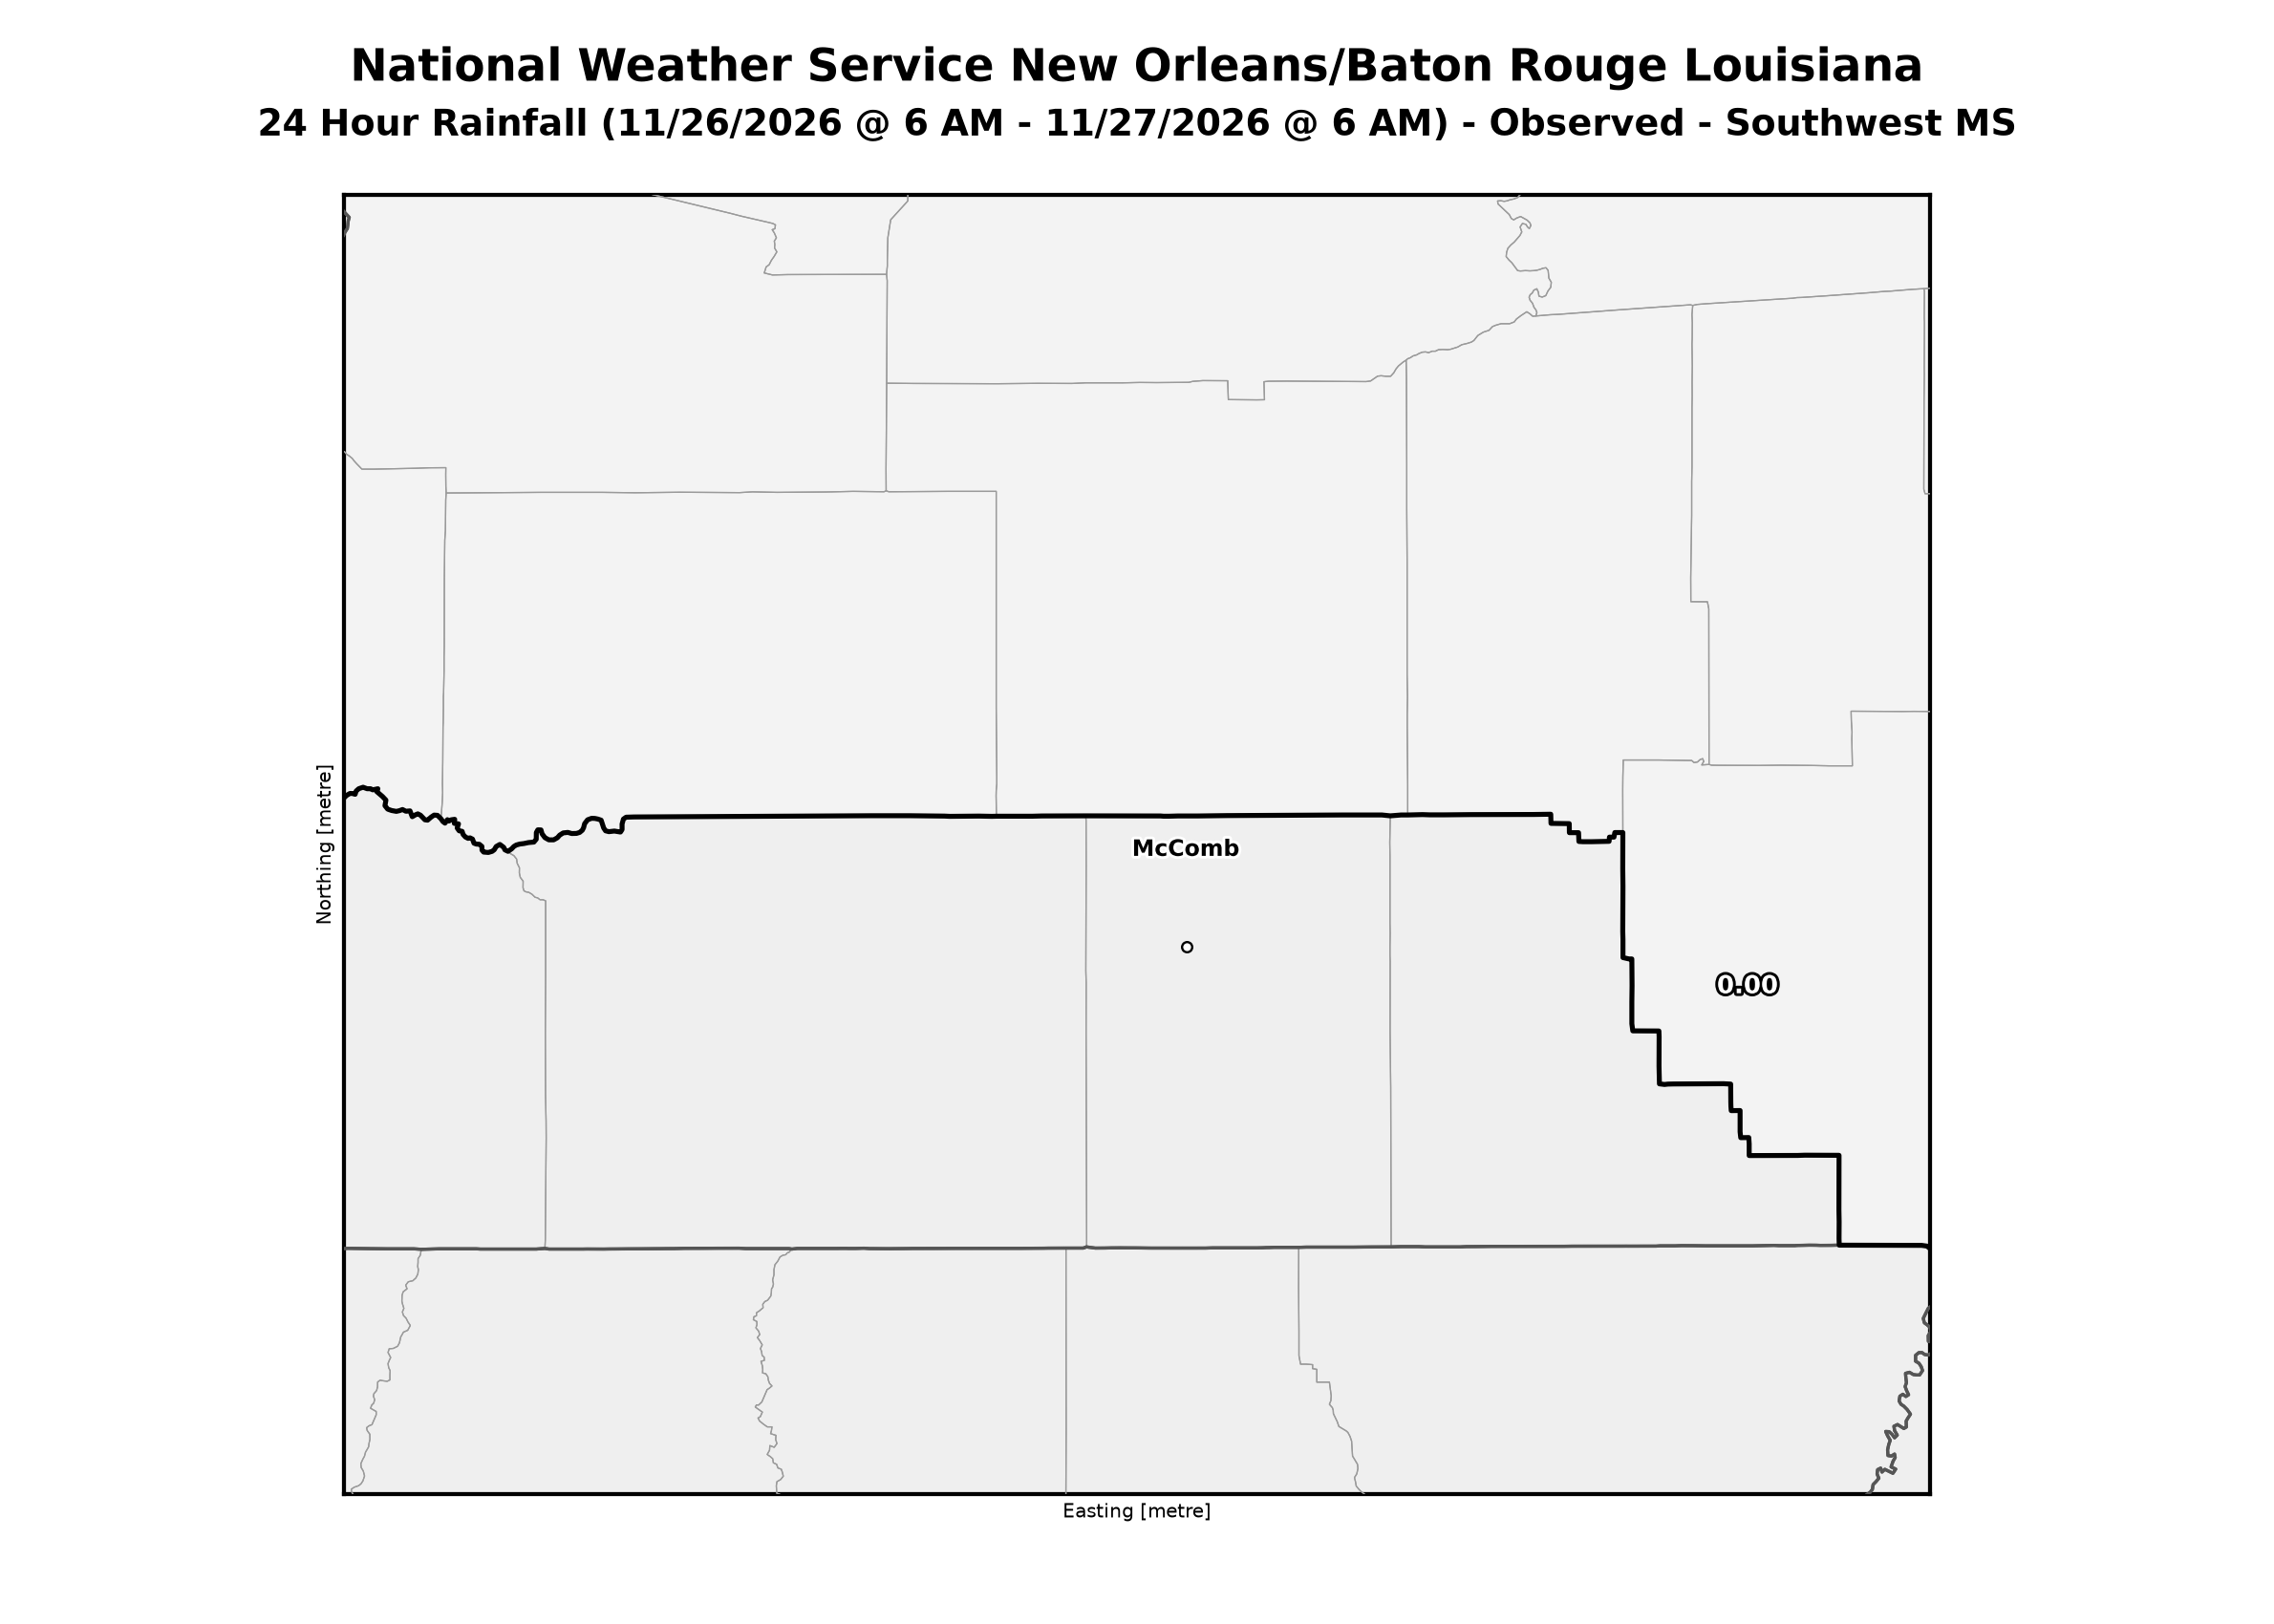 National Weather Service New Orleans/Baton Rouge Louisiana
24 Hour Rainfall (11/26/2026 @ 6 AM - 11/27/2026 @ 6 AM) - Observed - Southwest MS
McComb
0.00
Northing [metre]
Easting [metre]